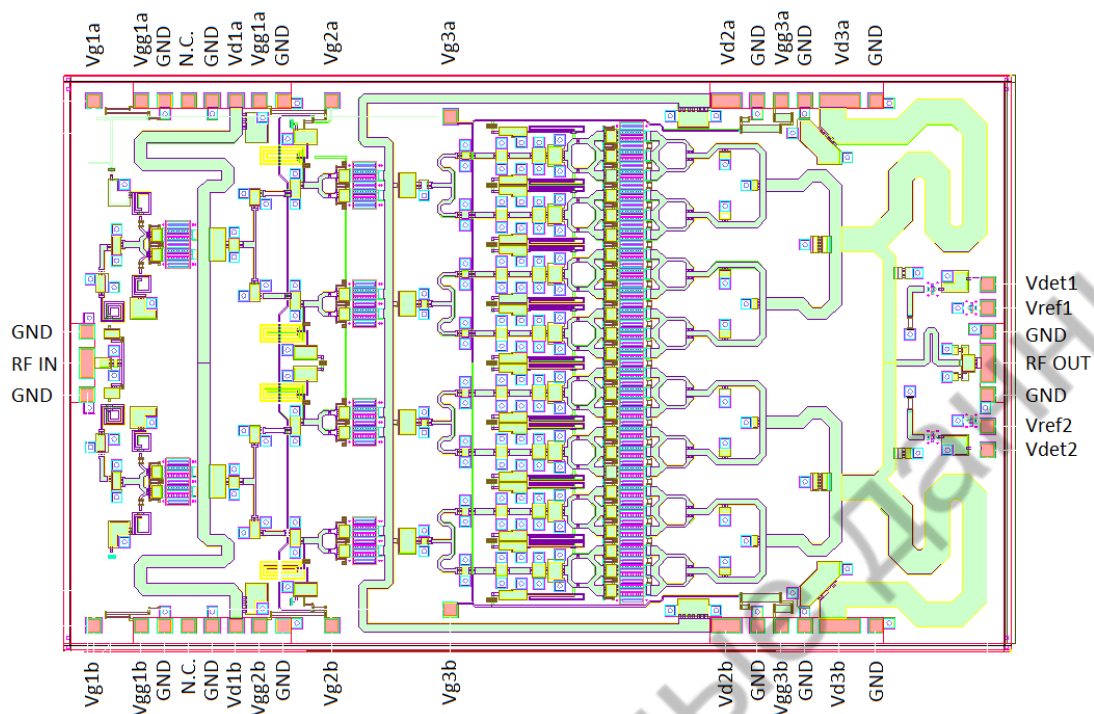 Vg1a
Vgg1a
GND
N.C.
GND
Vd1a
Vgg1a
GND
Vg2a
Vg3a
Vd2a
GND
Vgg3a
GND
Vd3a
GND
GND
RF IN
GND
Vdet1
Vref1
GND
RF OUT
GND
Vref2
Vdet2
Vg1b
Vgg1b
GND
N.C.
GND
Vd1b
Vgg2b
GND
Vg2b
Vg3b
Vd2b
GND
Vgg3b
GND
Vd3b
GND